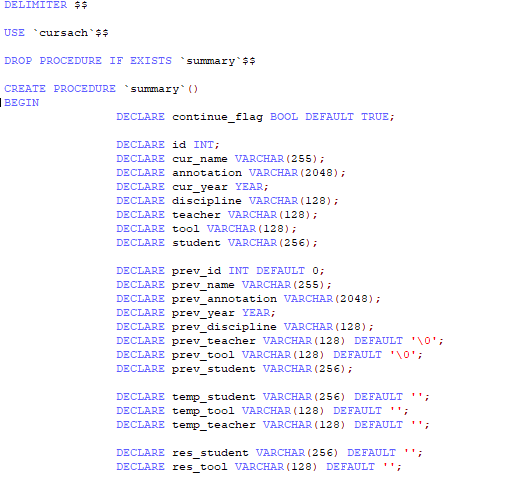 DELIMITER $$
USE `cursach`$$
DROP PROCEDURE IF EXISTS `summary`$$
CREATE PROCEDURE `summary`()
BEGIN
DECLARE continue_flag BOOL DEFAULT TRUE;
DECLARE id INT;
DECLARE cur_name VARCHAR(255);
DECLARE annotation VARCHAR(2048);
DECLARE cur_year YEAR;
DECLARE discipline VARCHAR(128);
DECLARE teacher VARCHAR(128);
DECLARE tool VARCHAR(128);
DECLARE student VARCHAR(256);
DECLARE prev_id INT DEFAULT 0;
DECLARE prev_name VARCHAR(255);
DECLARE prev_annotation VARCHAR(2048);
DECLARE prev_year YEAR;
DECLARE prev_discipline VARCHAR(128);
DECLARE prev_teacher VARCHAR(128) DEFAULT '\0';
DECLARE prev_tool VARCHAR(128) DEFAULT '\0';
DECLARE prev_student VARCHAR(256);
DECLARE temp_student VARCHAR(256) DEFAULT '';
DECLARE temp_tool VARCHAR(128) DEFAULT '';
DECLARE temp_teacher VARCHAR(128) DEFAULT '';
DECLARE res_student VARCHAR(256) DEFAULT '';
DECLARE res_tool VARCHAR(128) DEFAULT '';